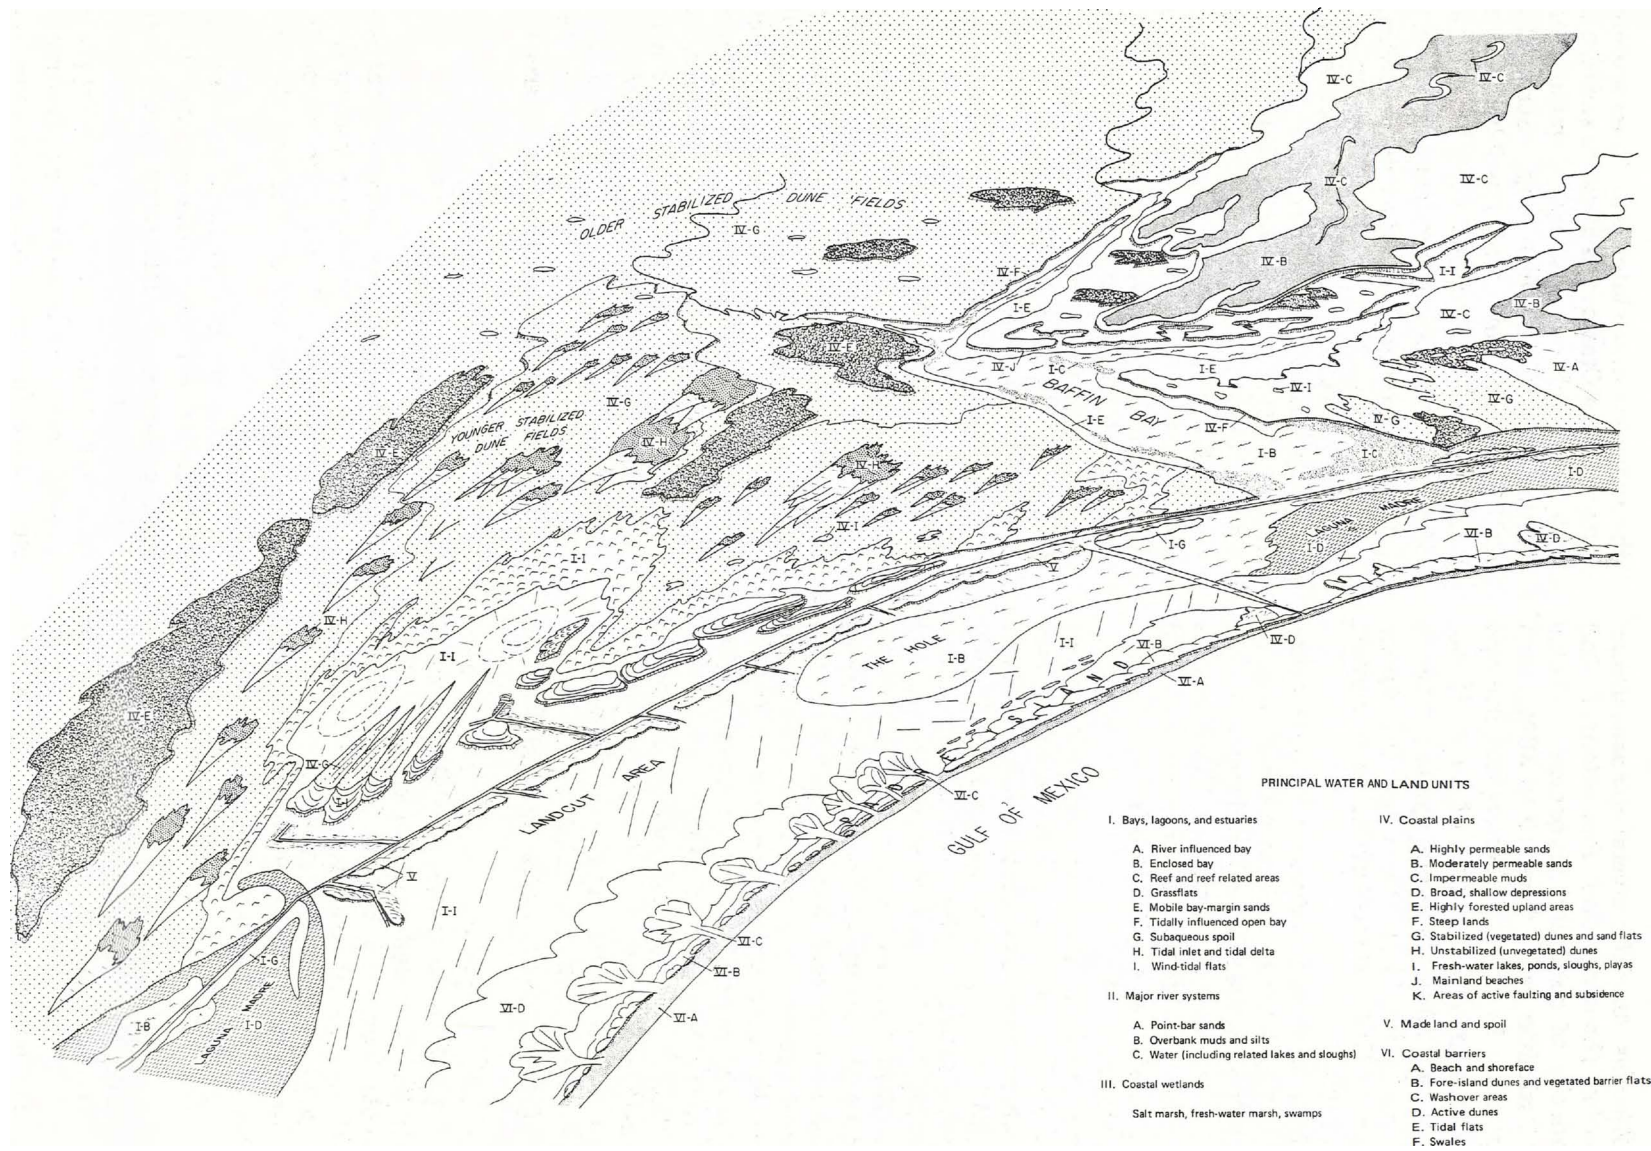 IV-C
IV-C
IV-C
IV-C
OLDER STABILIZED DUNE FIELDS
IV-G
IV-F
IV-B
I-I
I-E
IV-C
IV-B
IV-E
IV-J
I-C
I-E
IV-A
IV-I
BAFFIN BAY
IV-G
IV-G
IV-G
YOUNGER STABILIZED
DUNE FIELDS
I-E
IV-F
IV-H
IV-E
IV-H
I-B
I-C
I-D
LAGUNA MADRE
IV-I
I-I
I-G
I-D
VI-B
IV-D
V
IV-H
I-I
THE HOLE
I-B
I-I
VI-B
IV-D
VI-A
ISLAND
IV-E
IV-G
I-I
LANDCUT AREA
PADRE
VI-C
GULF OF MEXICO
V
I-I
VI-C
VI-B
I-G
LAGUNA MADRE
I-B
I-D
VI-D
VI-A
PRINCIPAL WATER AND LAND UNITS
I. Bays, lagoons, and estuaries
A. River influenced bay
B. Enclosed bay
C. Reef and reef related areas
D. Grassflats
E. Mobile bay-margin sands
F. Tidally influenced open bay
G. Subaqueous spoil
H. Tidal inlet and tidal delta
I. Wind-tidal flats
II. Major river systems
A. Point-bar sands
B. Overbank muds and silts
C. Water (including related lakes and sloughs)
III. Coastal wetlands
Salt marsh, fresh-water marsh, swamps
IV. Coastal plains
A. Highly permeable sands
B. Moderately permeable sands
C. Impermeable muds
D. Broad, shallow depressions
E. Highly forested upland areas
F. Steep lands
G. Stabilized (vegetated) dunes and sand flats
H. Unstabilized (unvegetated) dunes
I. Fresh-water lakes, ponds, sloughs, playas
J. Mainland beaches
K. Areas of active faulting and subsidence
V. Made land and spoil
VI. Coastal barriers
A. Beach and shoreface
B. Fore-island dunes and vegetated barrier flats
C. Washover areas
D. Active dunes
E. Tidal flats
F. Swales